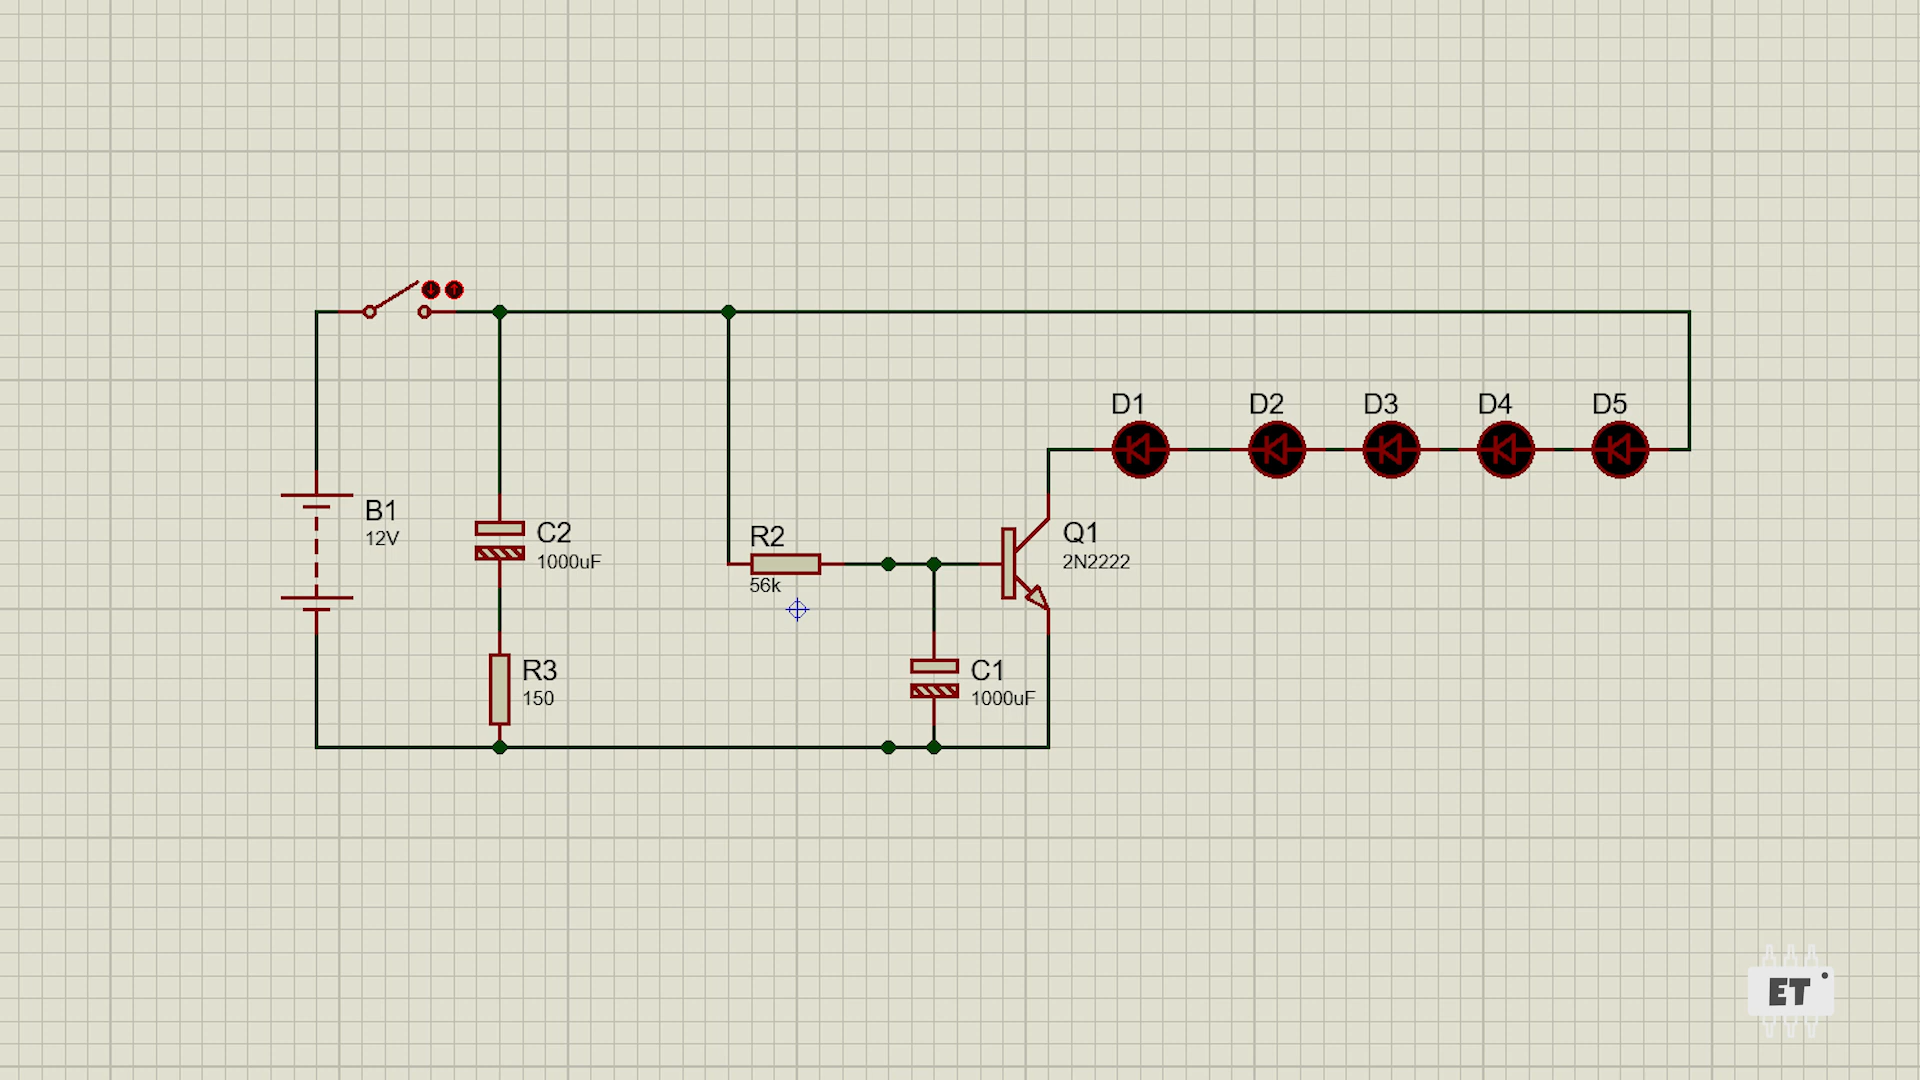 D1
D2
D3
D4
D5
B1
12V
C2
1000uF
R2
56k
Q1
2N2222
R3
150
C1
1000uF
ET